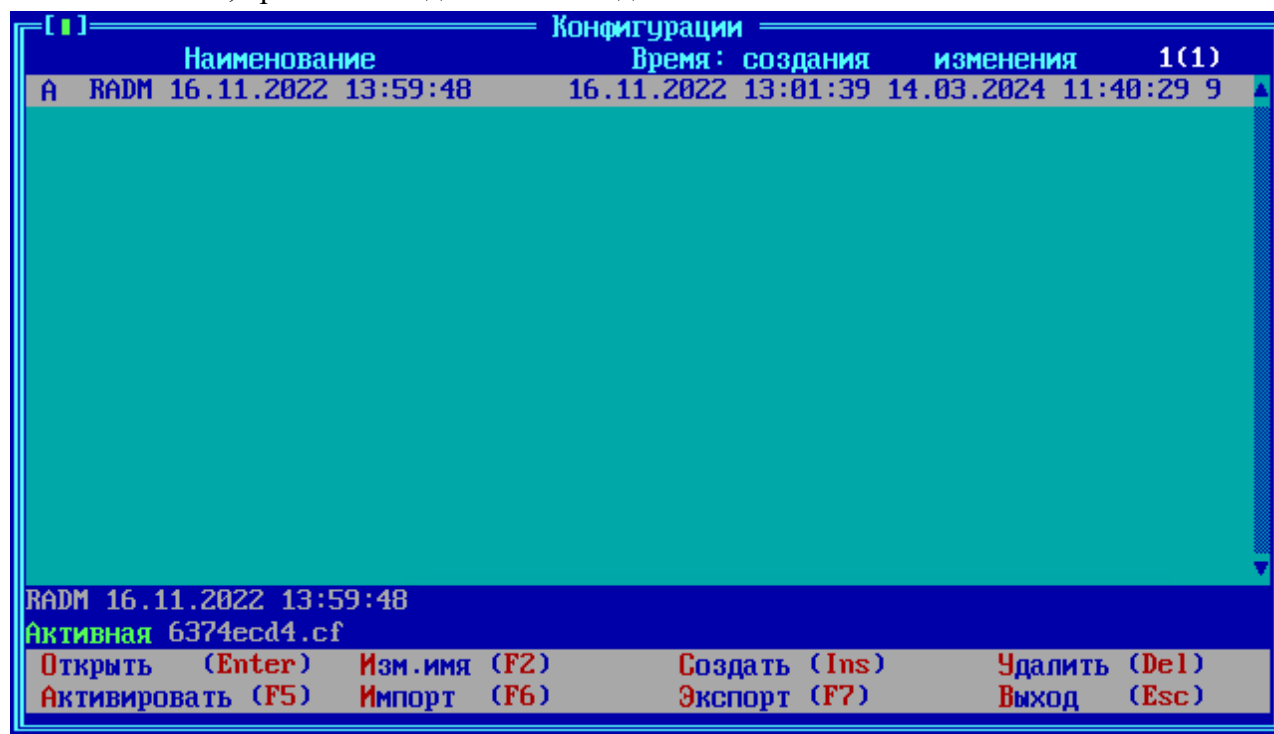 [ ] Конфигурации
Наименование Время: создания изменения 1(1)
A RADM 16.11.2022 13:59:48 16.11.2022 13:01:39 14.03.2024 11:40:29 9
RADM 16.11.2022 13:59:48
Активная 6374ecd4.cf
Открыть (Enter) Изм.имя (F2) Создать (Ins) Удалить (Del)
Активировать (F5) Импорт (F6) Экспорт (F7) Выход (Esc)